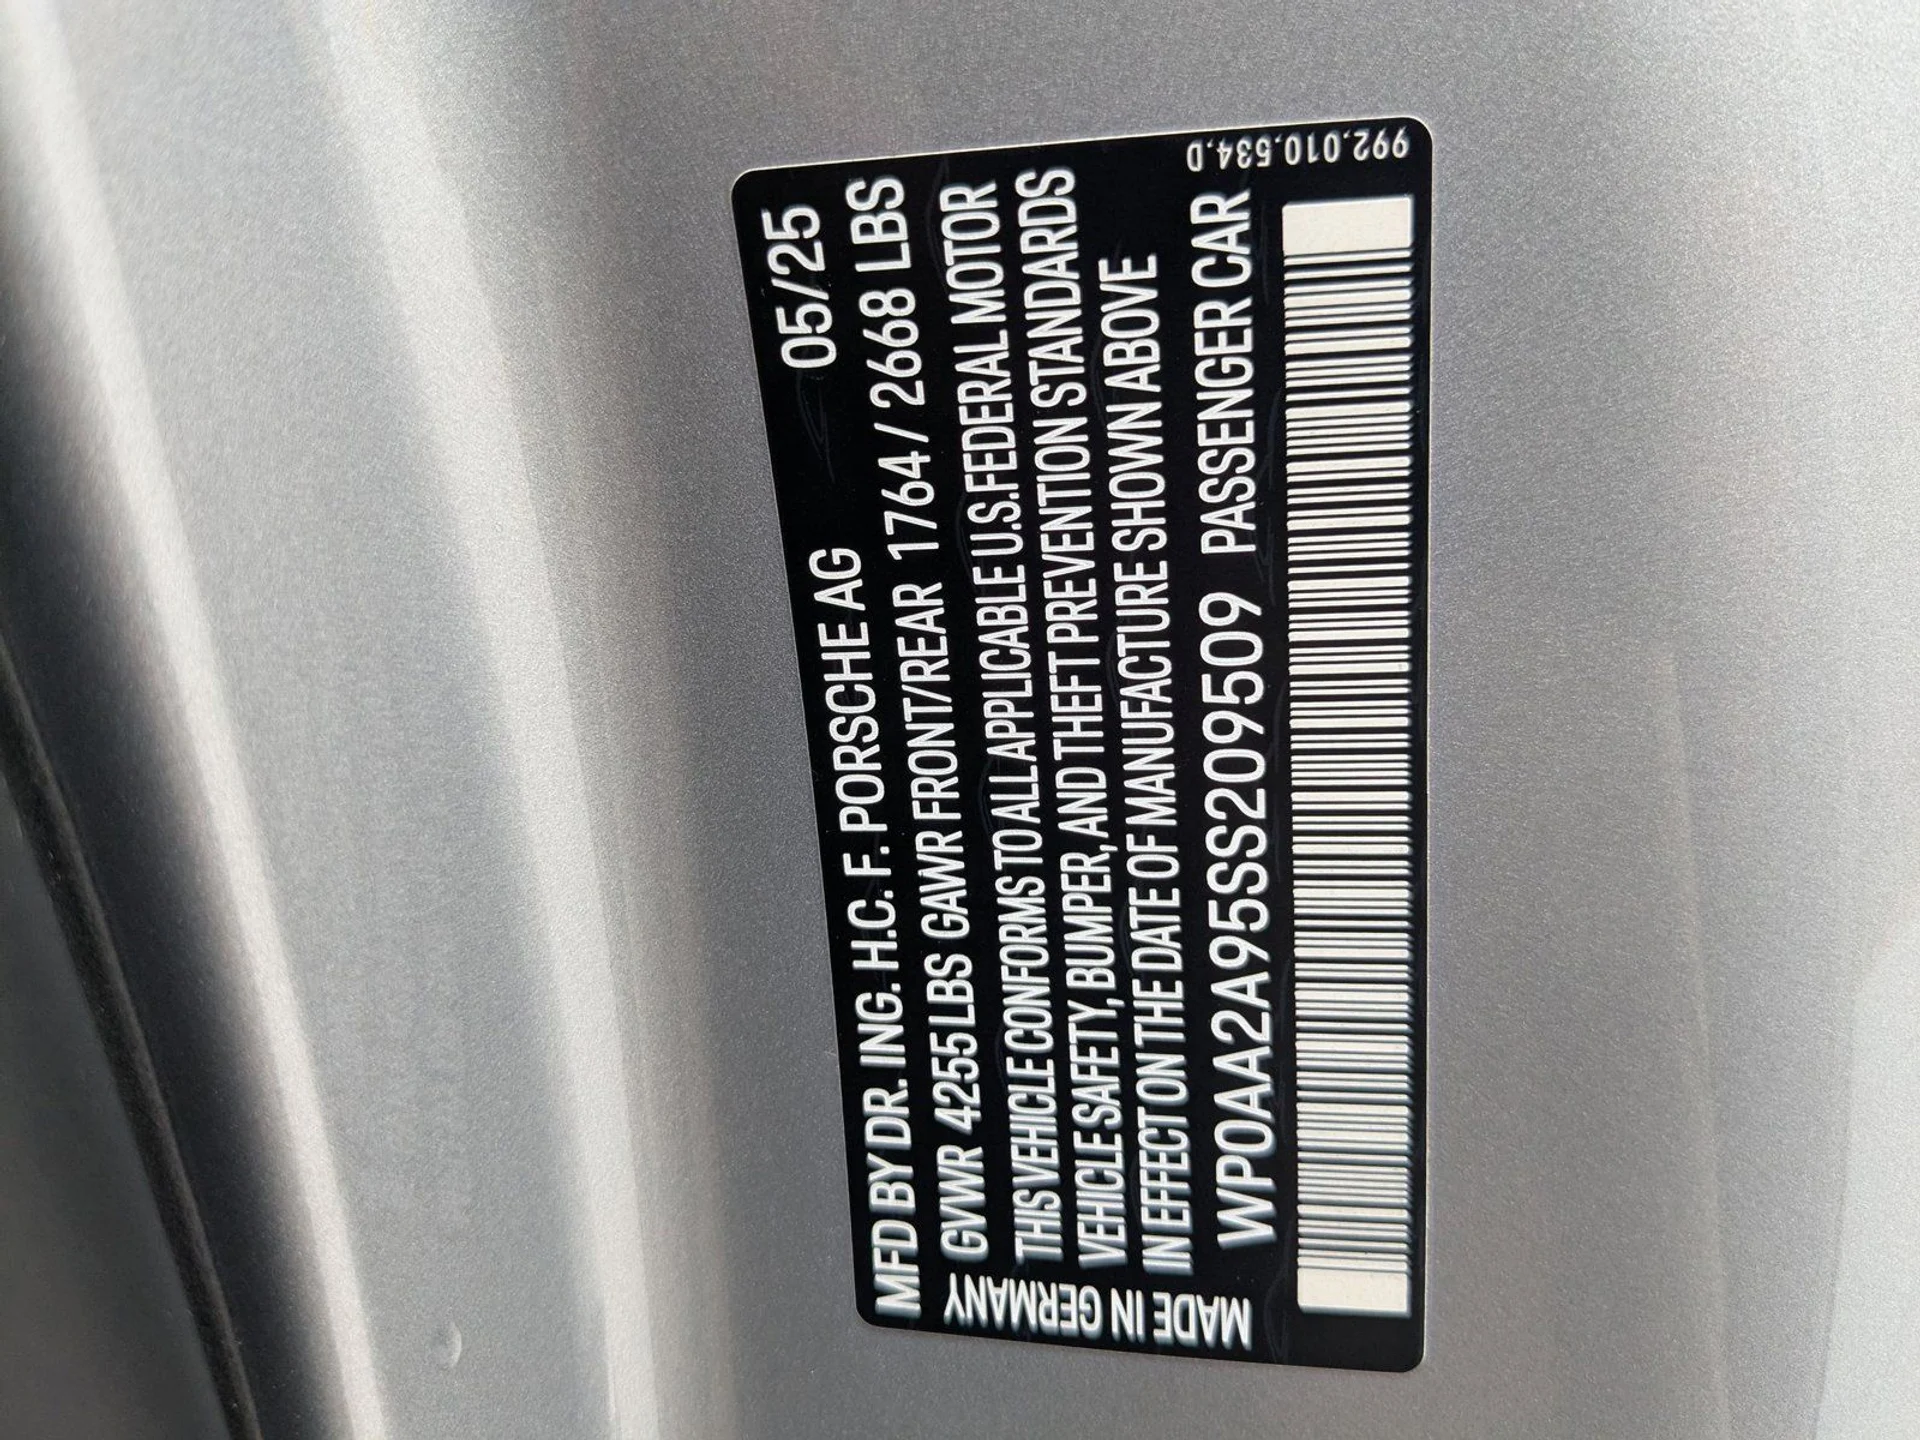 MFD BY DR. ING. H.C. F. PORSCHE AG 05/25
GVWR 4255 LBS GAWR FRONT/REAR 1764 / 2668 LBS
THIS VEHICLE CONFORMS TO ALL APPLICABLE U.S.FEDERAL MOTOR
VEHICLE SAFETY, BUMPER, AND THEFT PREVENTION STANDARDS
IN EFFECT ON THE DATE OF MANUFACTURE SHOWN ABOVE
WP0AA2A95SS209509 PASSENGER CAR
MADE IN GERMANY
992.010.534.D